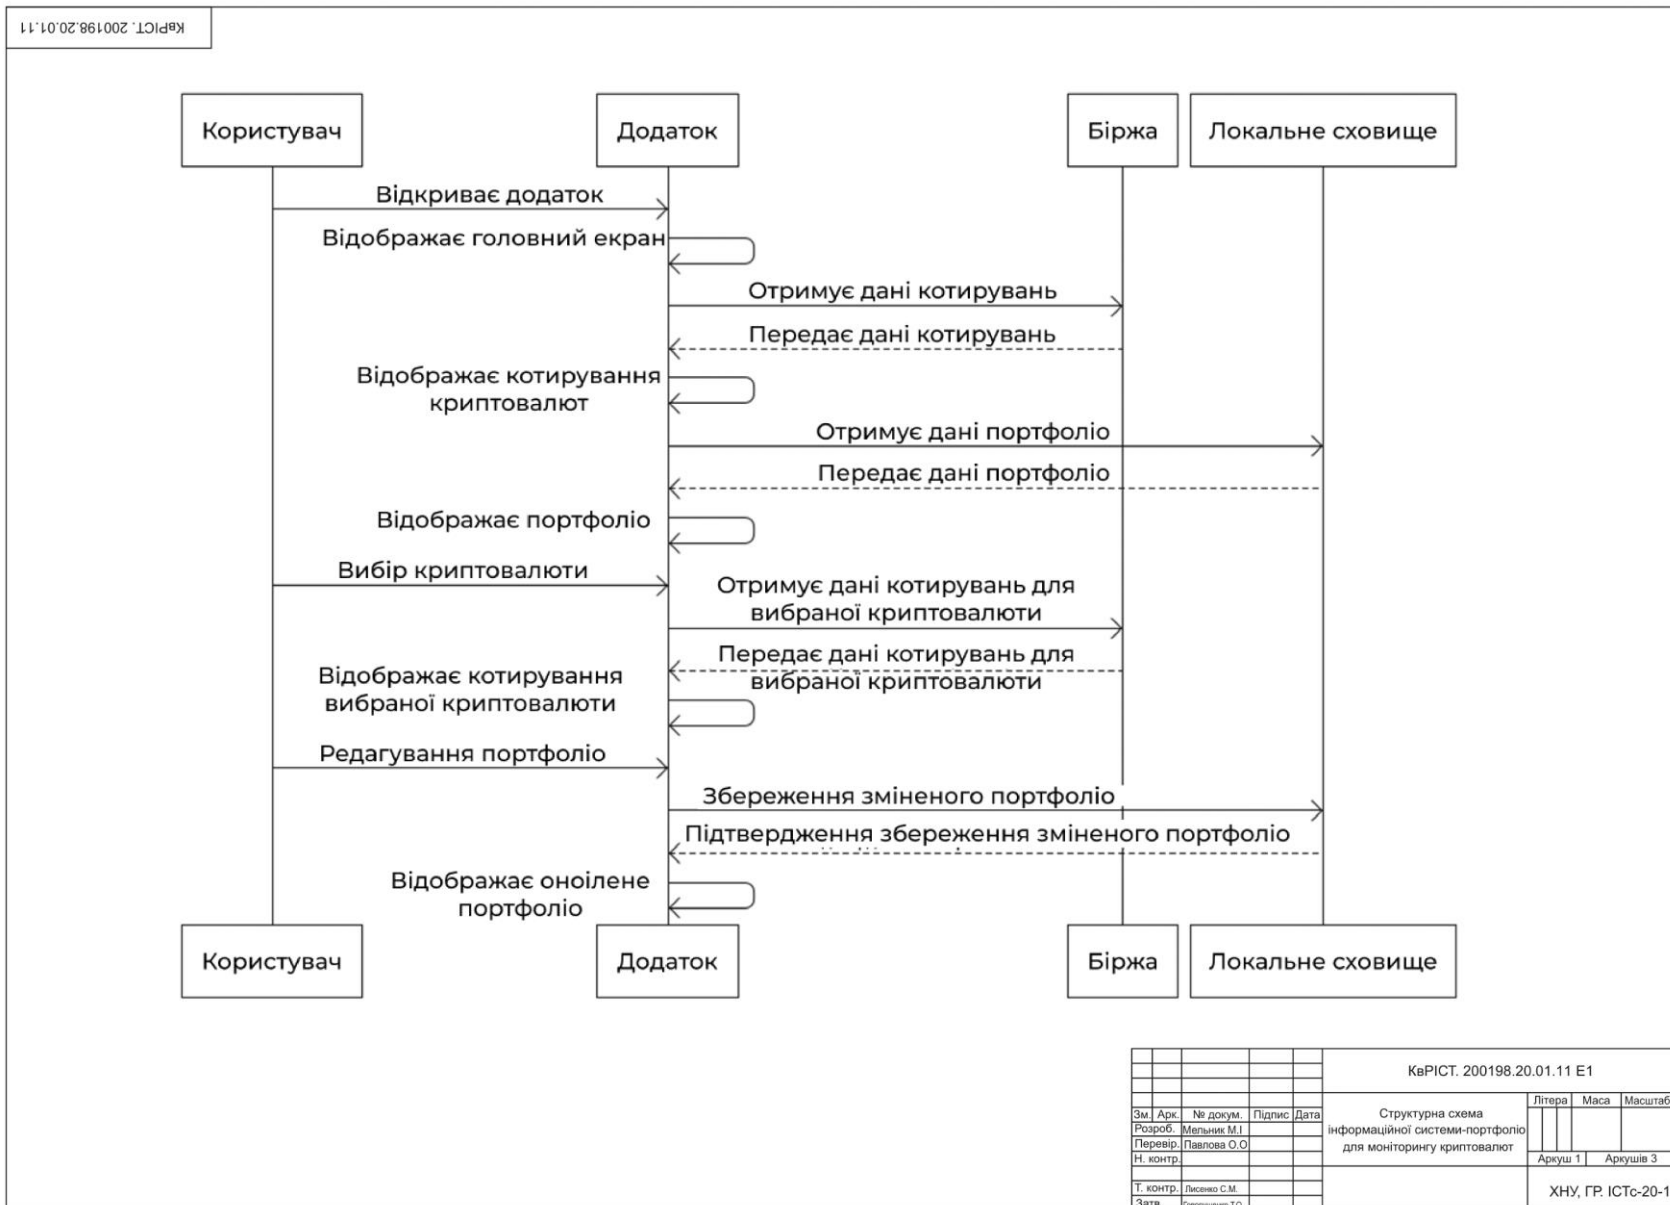 КвРІСТ. 200198.20.01.11
Користувач
Додаток
Біржа
Локальне сховище
Відкриває додаток
Відображає головний екран
Отримує дані котирувань
Передає дані котирувань
Відображає котирування
криптовалют
Отримує дані портфоліо
Передає дані портфоліо
Відображає портфоліо
Вибір криптовалюти
Отримує дані котирувань для
вибраної криптовалюти
Передає дані котирувань для
вибраної криптовалюти
Відображає котирування
вибраної криптовалюти
Редагування портфоліо
Збереження зміненого портфоліо
Підтвердження збереження зміненого портфоліо
Відображає оноілене
портфоліо
Користувач
Додаток
Біржа
Локальне сховище
КвРІСТ. 200198.20.01.11 Е1
Зм. Арк. № докум. Підпис Дата
Розроб. Мельник М.І
Перевір. Павлова О.О
Н. контр.
Т. контр. Лисенко С.М.
Затв.
Структурна схема
інформаційної системи-портфоліо
для моніторингу криптовалют
Літера Маса Масштаб
Аркуш 1 Аркушів 3
ХНУ, ГР. ІСТс-20-1